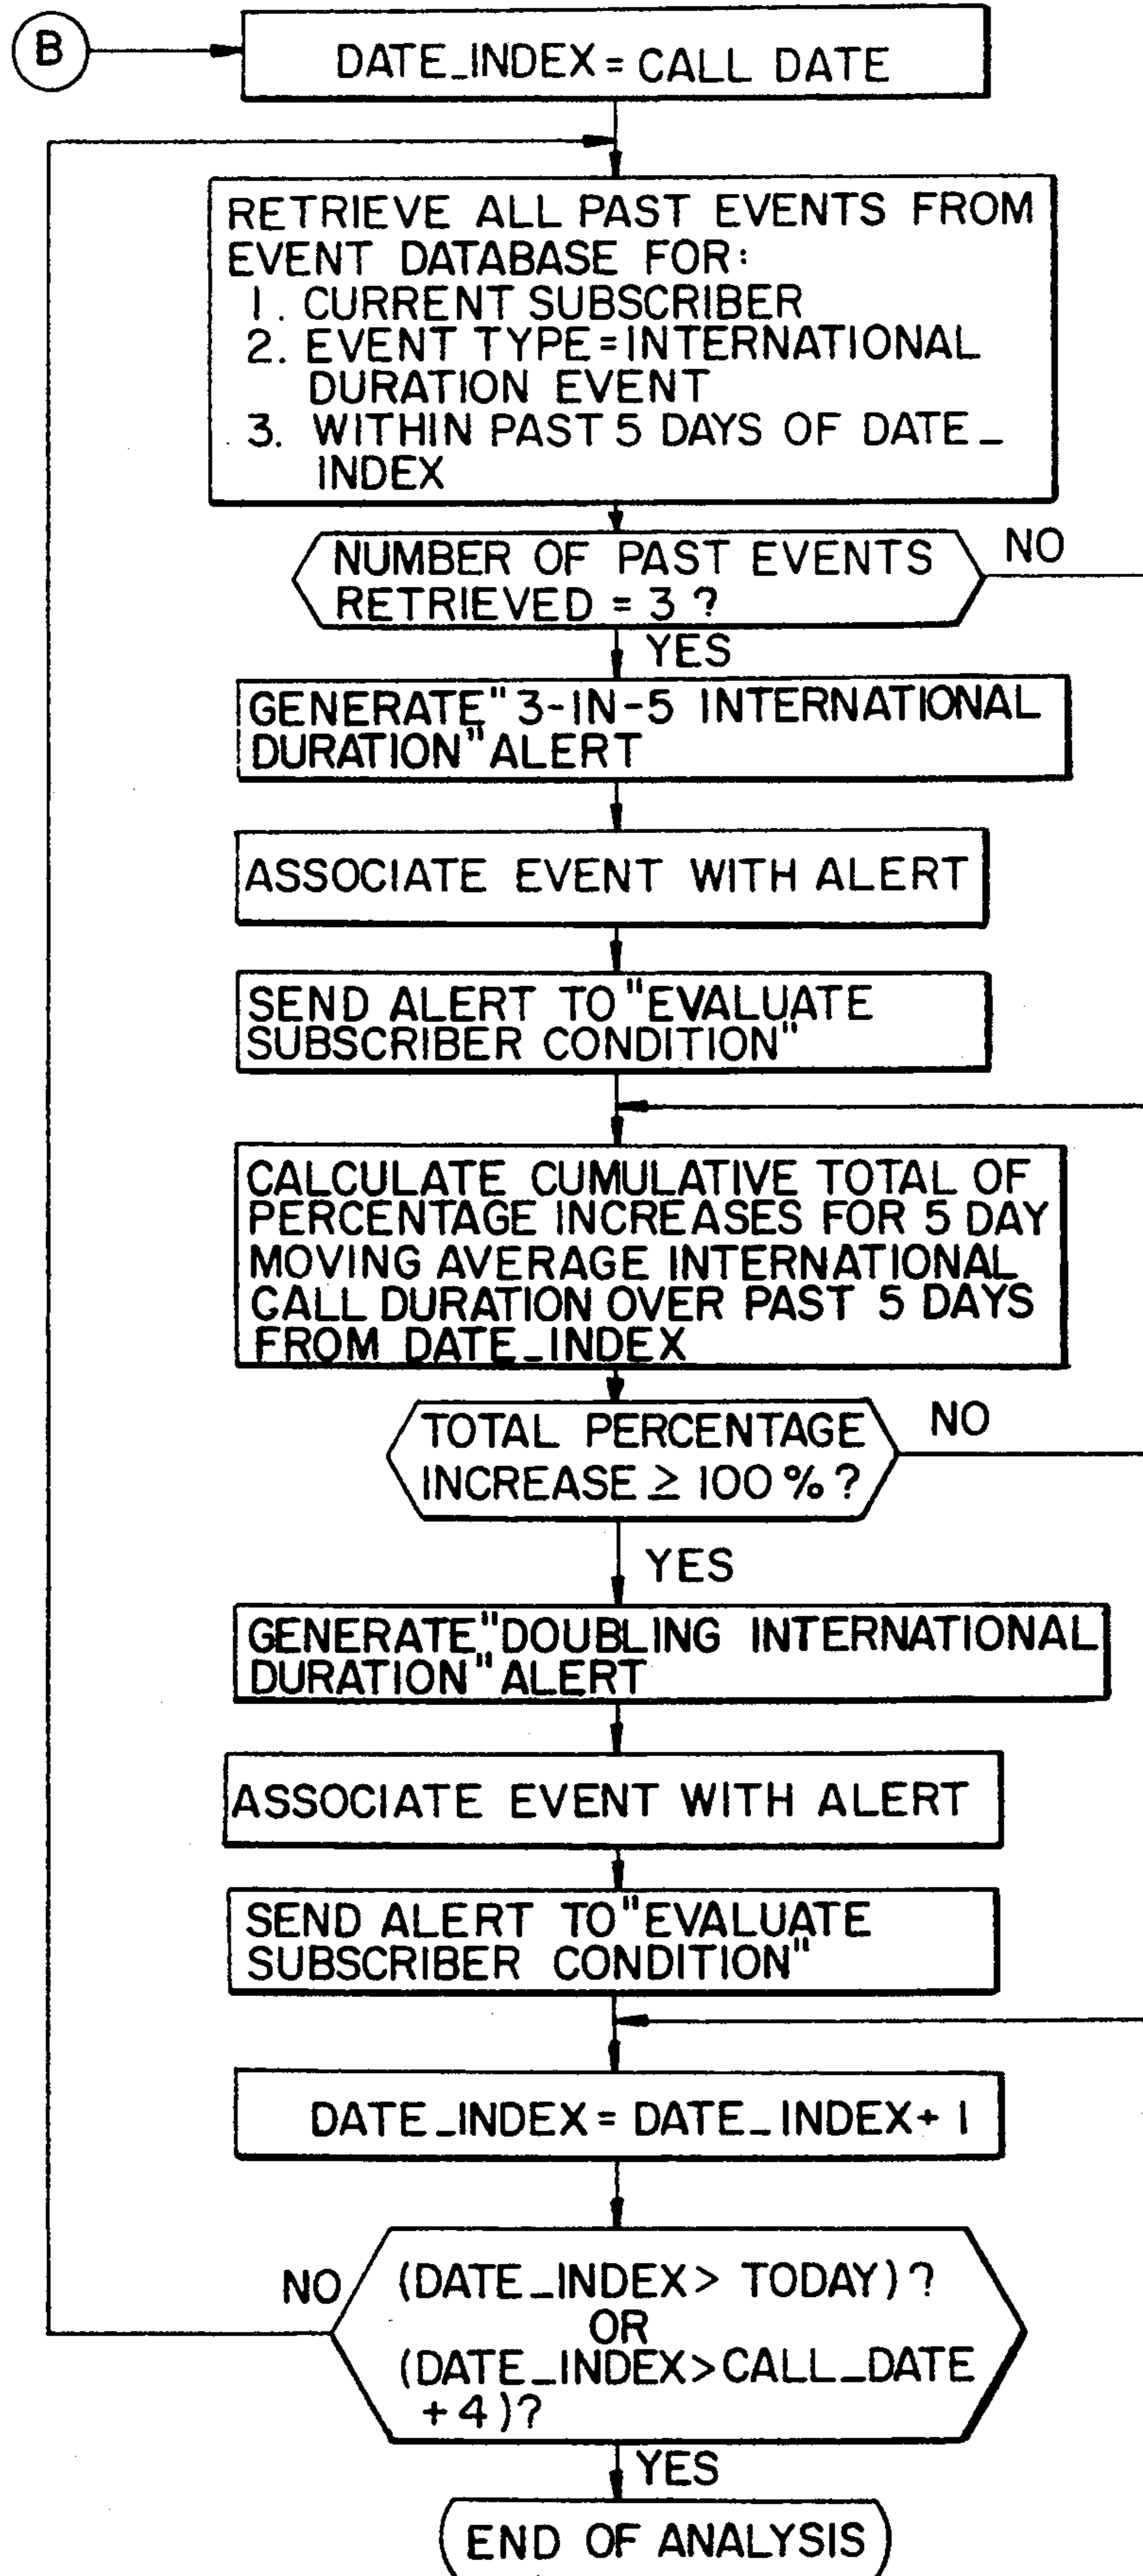 B
DATE_INDEX = CALL DATE
RETRIEVE ALL PAST EVENTS FROM
EVENT DATABASE FOR:
1. CURRENT SUBSCRIBER
2. EVENT TYPE = INTERNATIONAL
DURATION EVENT
3. WITHIN PAST 5 DAYS OF DATE_
INDEX
NUMBER OF PAST EVENTS
RETRIEVED = 3 ?
NO
YES
GENERATE "3-IN-5 INTERNATIONAL
DURATION" ALERT
ASSOCIATE EVENT WITH ALERT
SEND ALERT TO "EVALUATE
SUBSCRIBER CONDITION"
CALCULATE CUMULATIVE TOTAL OF
PERCENTAGE INCREASES FOR 5 DAY
MOVING AVERAGE INTERNATIONAL
CALL DURATION OVER PAST 5 DAYS
FROM DATE_INDEX
TOTAL PERCENTAGE
INCREASE ≥ 100 % ?
NO
YES
GENERATE "DOUBLING INTERNATIONAL
DURATION" ALERT
ASSOCIATE EVENT WITH ALERT
SEND ALERT TO "EVALUATE
SUBSCRIBER CONDITION"
DATE_INDEX = DATE_INDEX + 1
NO
(DATE_INDEX > TODAY) ?
OR
(DATE_INDEX > CALL_DATE
+ 4 ) ?
YES
END OF ANALYSIS